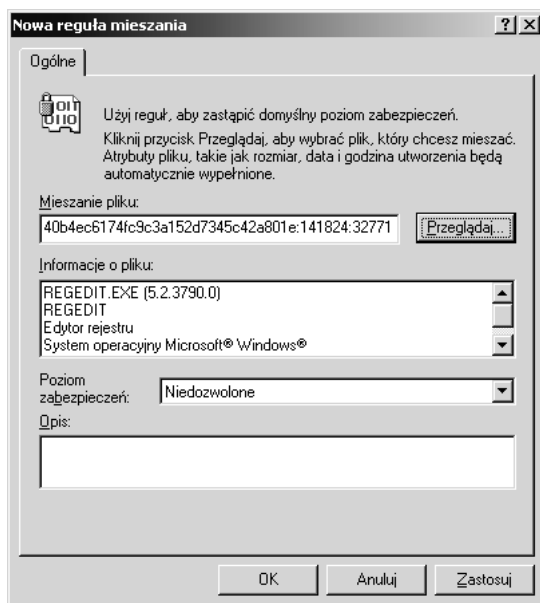 Nowa reguła mieszania
Ogólne
Użyj reguł, aby zastąpić domyślny poziom zabezpieczeń.
Kliknij przycisk Przeglądaj, aby wybrać plik, który chcesz mieszać.
Atrybuty pliku, takie jak rozmiar, data i godzina utworzenia będą
automatycznie wypełnione.
Mieszanie pliku:
40b4ec6174fc9c3a152d7345c42a801e:141824:32771
Przeglądaj...
Informacje o pliku:
REGEDIT.EXE (5.2.3790.0)
REGEDIT
Edytor rejestru
System operacyjny Microsoft® Windows®
Poziom
zabezpieczeń:
Niedozwolone
Opis:
OK Anuluj Zastosuj